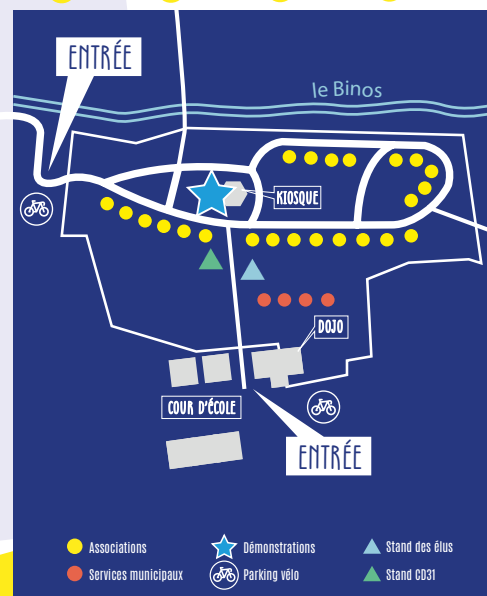 ENTRÉE
le Binos
KIOSQUE
DOJO
COUR D'ÉCOLE
ENTRÉE
Associations
Démonstrations
Stand des élus
Services municipaux
Parking vélo
Stand CD31